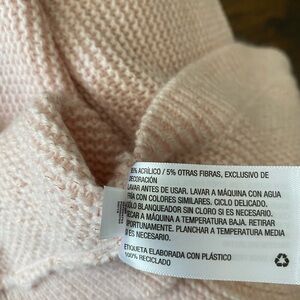 95% ACRÍLICO / 5% OTRAS FIBRAS, EXCLUSIVO DE
DECORACIÓN
LAVAR ANTES DE USAR. LAVAR A MÁQUINA CON AGUA
FRÍA CON COLORES SIMILARES. CICLO DELICADO.
SOLO BLANQUEADOR SIN CLORO SI ES NECESARIO.
SECAR A MÁQUINA A TEMPERATURA BAJA. RETIRAR
OPORTUNAMENTE. PLANCHAR A TEMPERATURA MEDIA
SI ES NECESARIO.
ETIQUETA ELABORADA CON PLÁSTICO
100% RECICLADO